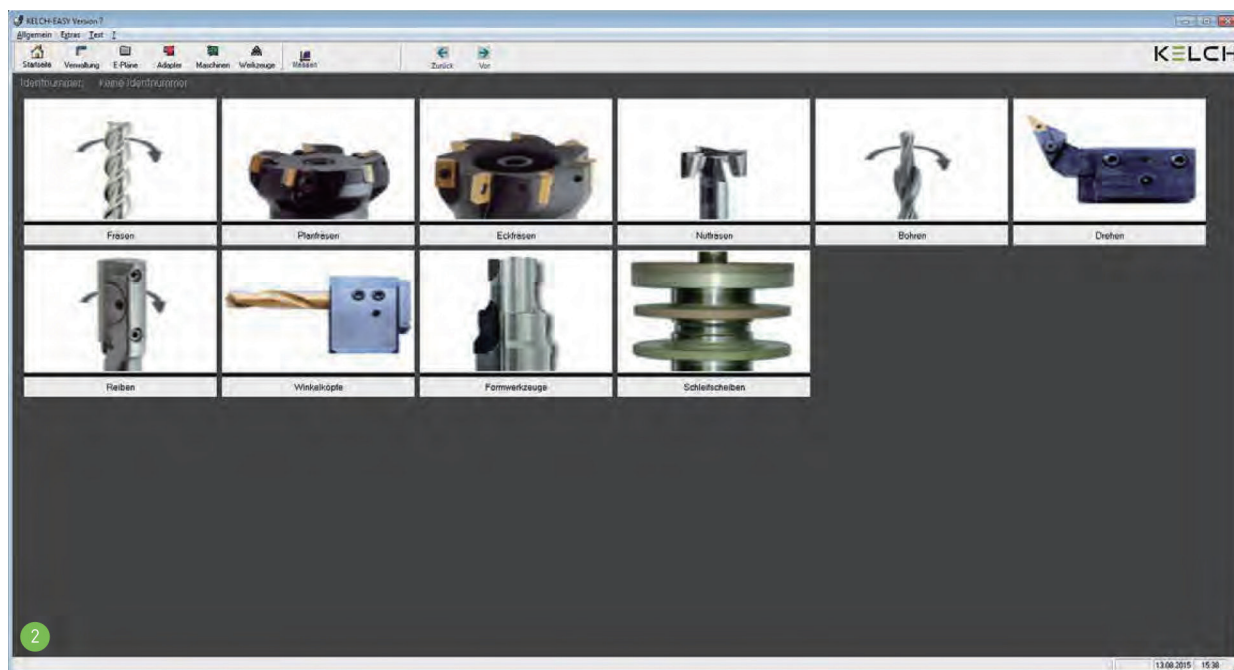 KELCH-EASY Version 7
Allgemein Extras Test ?
Startseite Verwaltung E-Pläne Adapter Maschinen Werkzeuge Messen Zurück Vor
KELCH
Identnummer: Keine Identnummer
Fräsen Planfräsen Eckfräsen Nutfräsen Bohren Drehen
Reiben Winkelköpfe Formwerkzeuge Schleifscheiben
2
13.08.2015 15:38